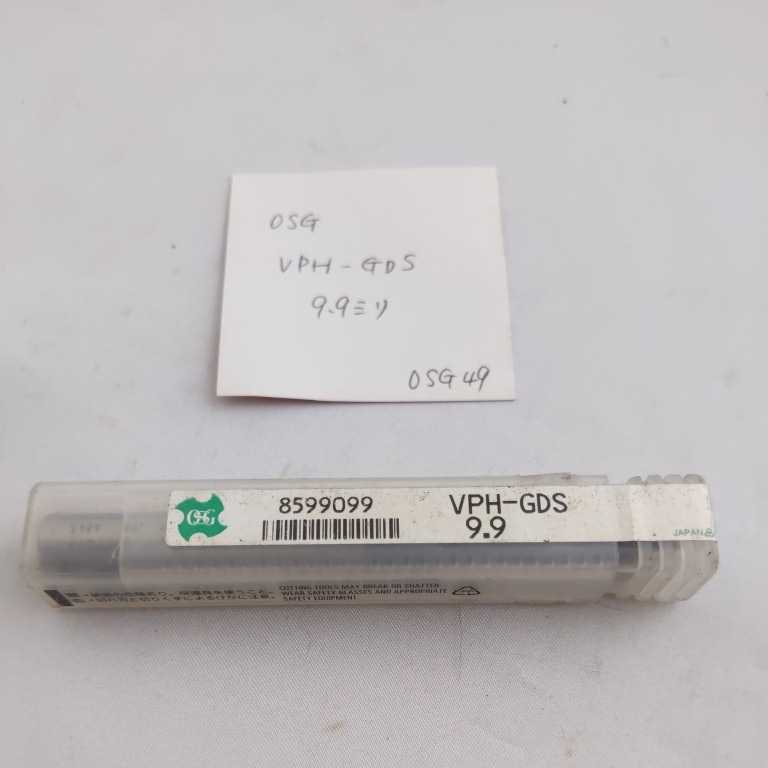 OSG
VPH-GDS
9.9ミリ
OSG49
OSG
8599099
VPH-GDS
9.9
JAPAN
CUTTING TOOLS MAY BREAK OR SHATTER
WEAR SAFETY GLASSES AND APPROPRIATE
SAFETY EQUIPMENT